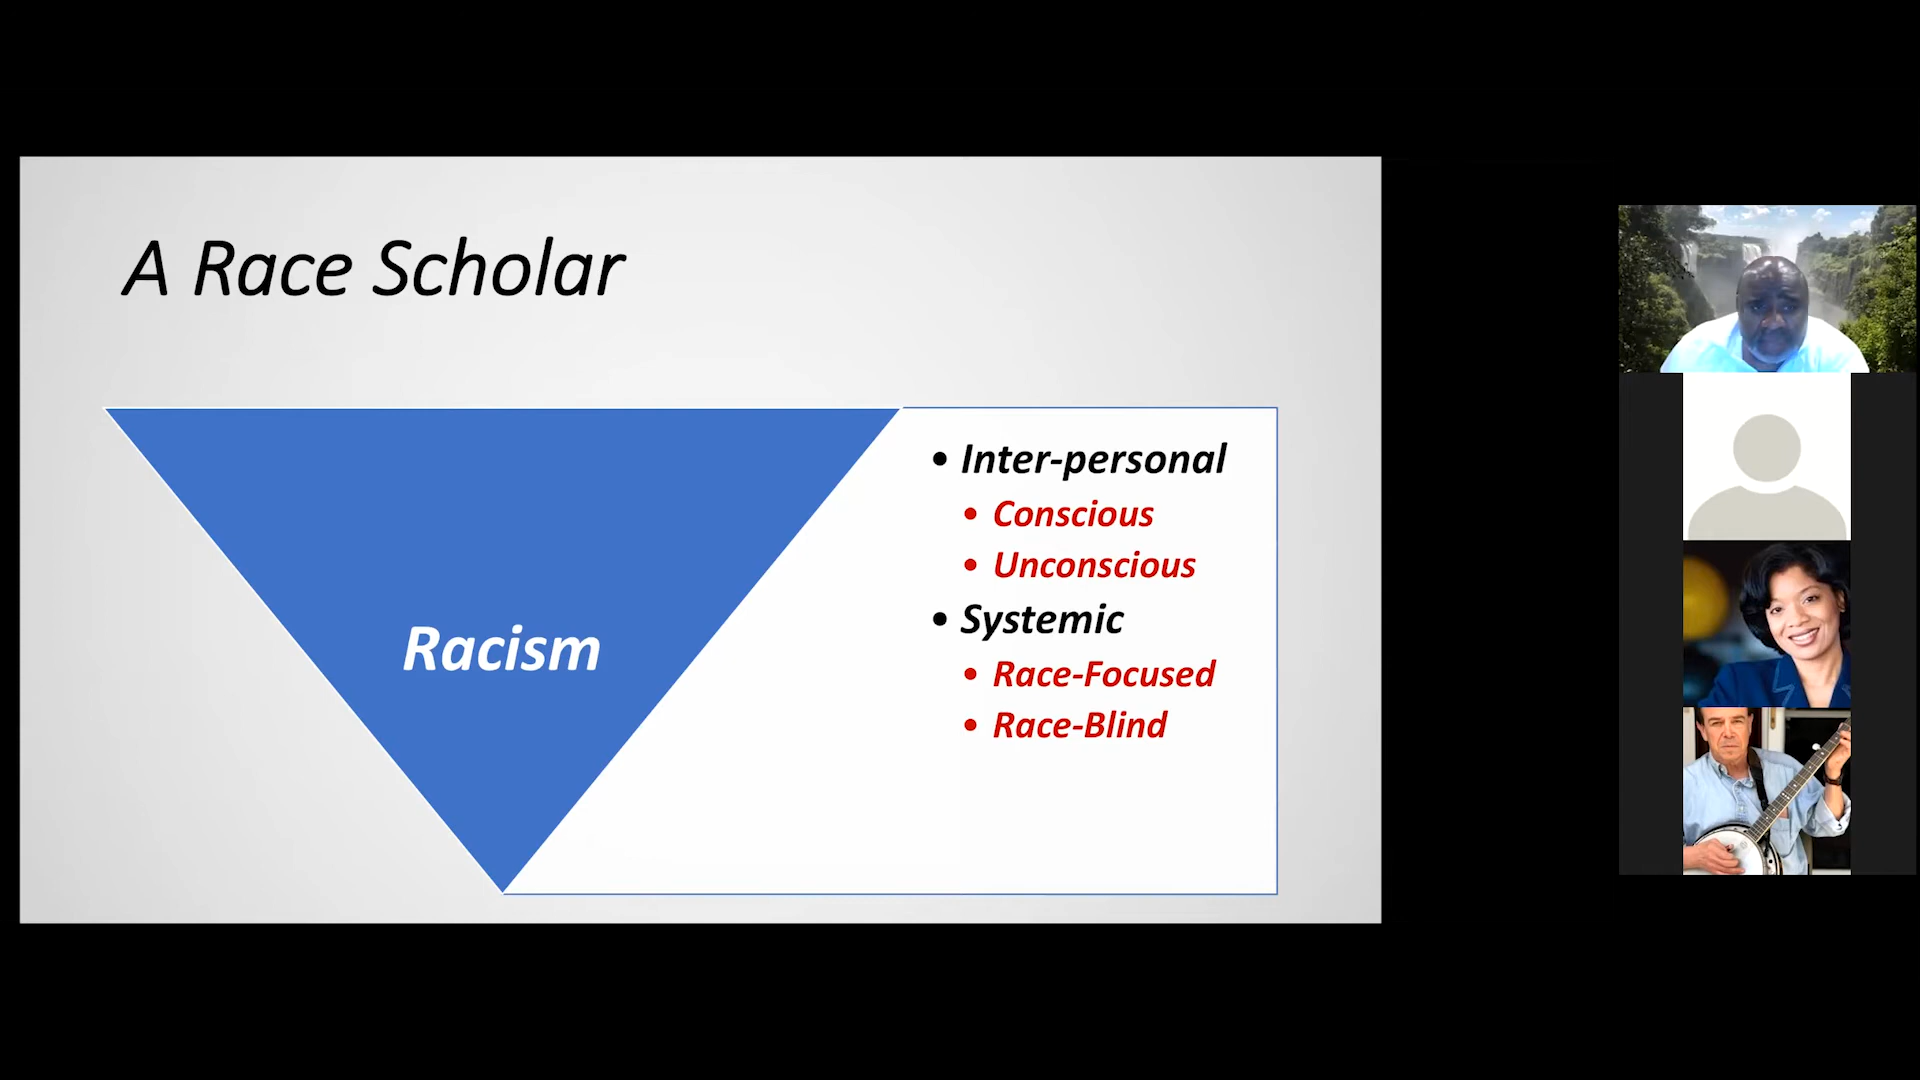 A Race Scholar
Racism
• Inter-personal
• Conscious
• Unconscious
• Systemic
• Race-Focused
• Race-Blind